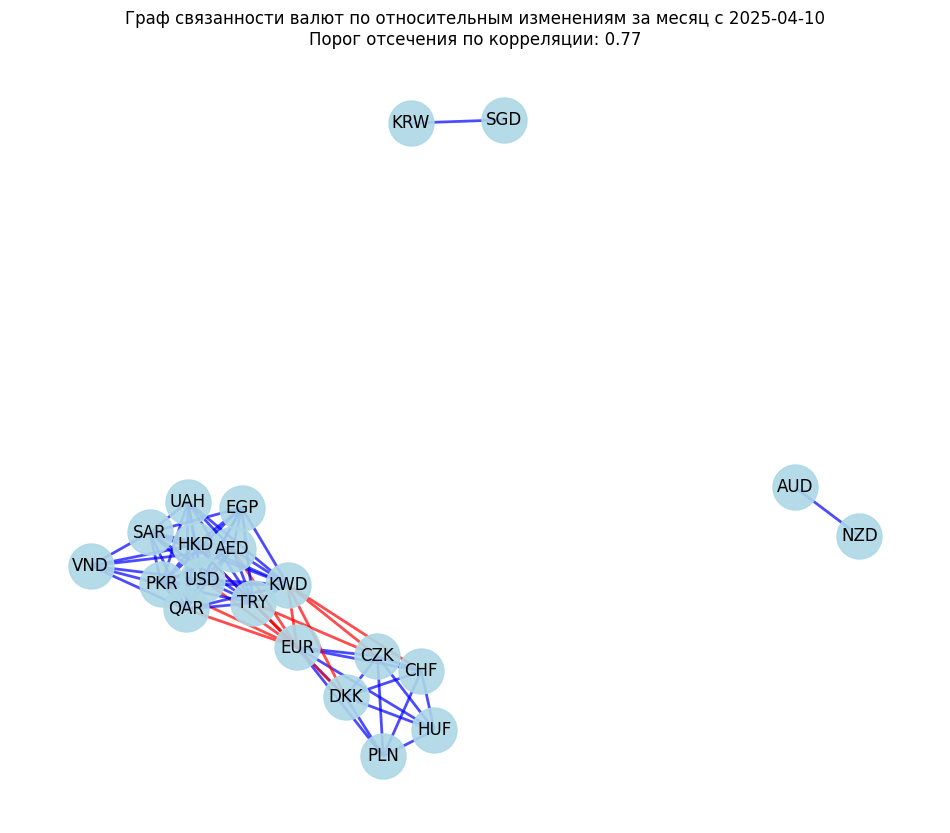 Граф связанности валют по относительным изменениям за месяц с 2025-04-10
Порог отсечения по корреляции: 0.77
KRW
SGD
AUD
NZD
UAH
EGP
SAR
HKD
AED
VND
PKR
USD
KWD
QAR
TRY
EUR
CZK
CHF
DKK
HUF
PLN